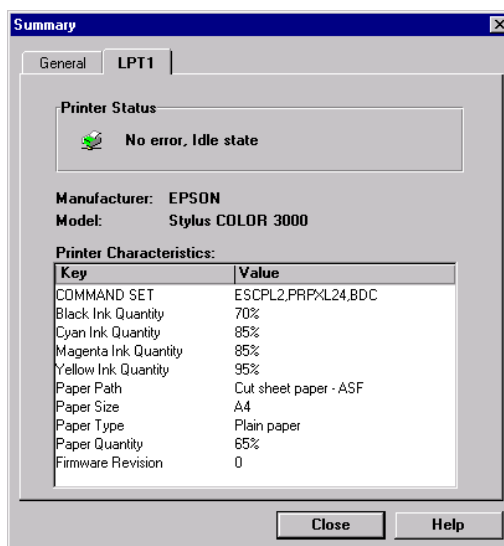 Summary
General LPT1
Printer Status
No error, Idle state
Manufacturer: EPSON
Model: Stylus COLOR 3000
Printer Characteristics:
Key Value
COMMAND SET ESCPL2,PRPXL24,BDC
Black Ink Quantity 70%
Cyan Ink Quantity 85%
Magenta Ink Quantity 85%
Yellow Ink Quantity 95%
Paper Path Cut sheet paper - ASF
Paper Size A4
Paper Type Plain paper
Paper Quantity 65%
Firmware Revision 0
Close Help